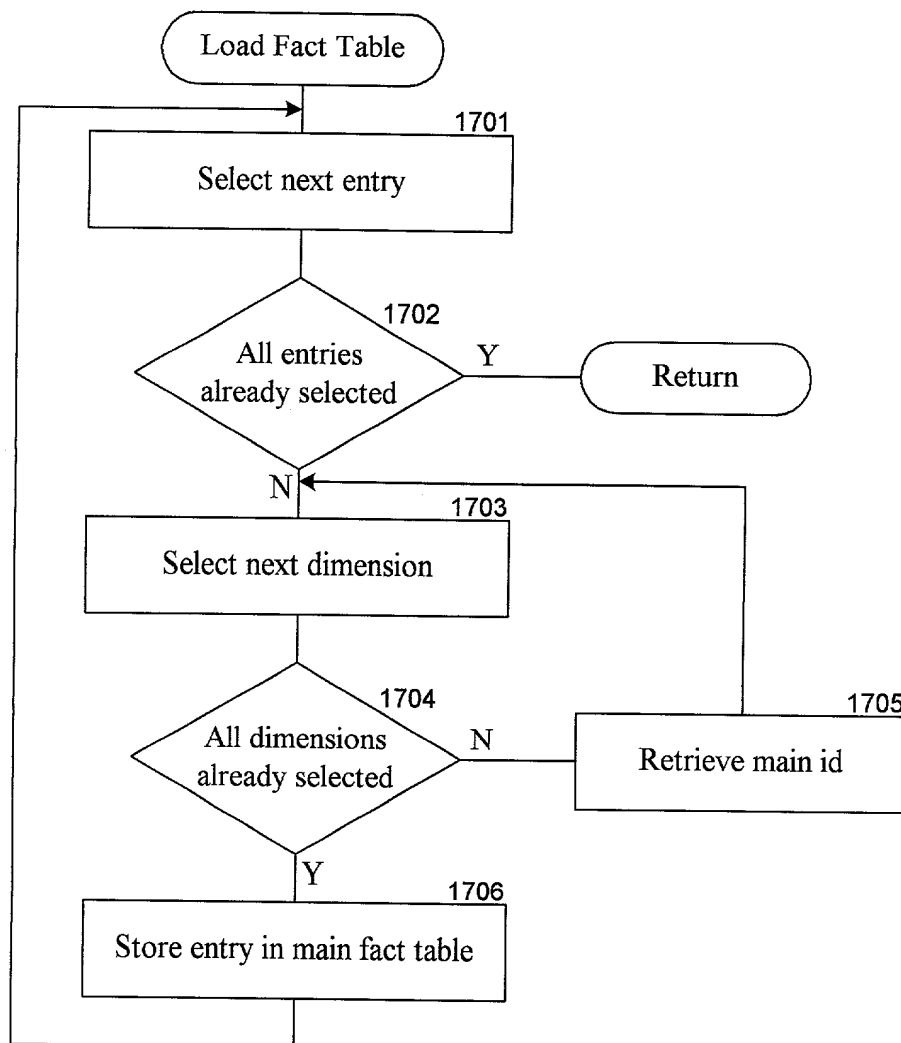 Load Fact Table
1701
Select next entry
1702
All entries
already selected
Y
Return
N
1703
Select next dimension
1704
All dimensions
already selected
N
1705
Retrieve main id
Y
1706
Store entry in main fact table